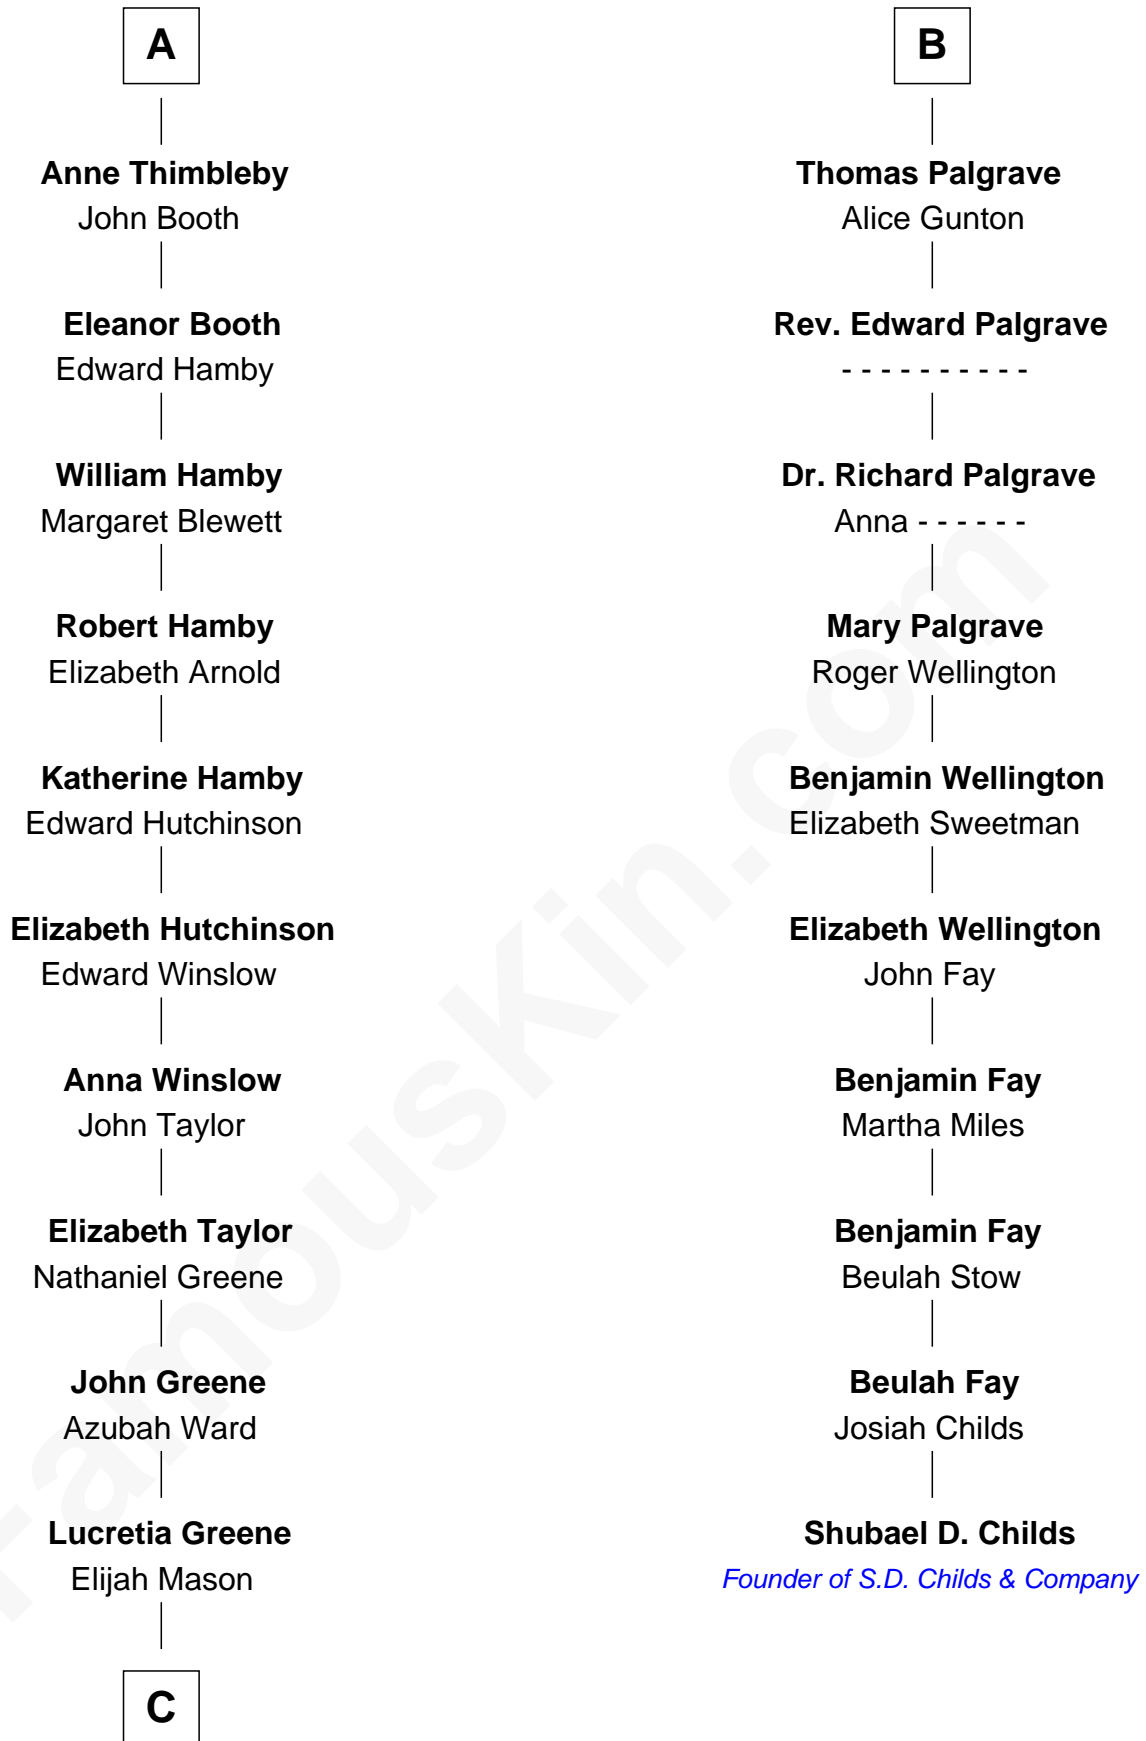 A
Anne Thimbleby
John Booth
Eleanor Booth
Edward Hamby
William Hamby
Margaret Blewett
Robert Hamby
Elizabeth Arnold
Katherine Hamby
Edward Hutchinson
Elizabeth Hutchinson
Edward Winslow
Anna Winslow
John Taylor
Elizabeth Taylor
Nathaniel Greene
John Greene
Azubah Ward
Lucretia Greene
Elijah Mason
C
B
Thomas Palgrave
Alice Gunton
Rev. Edward Palgrave
- - - - - - - - - -
Dr. Richard Palgrave
Anna - - - - - -
Mary Palgrave
Roger Wellington
Benjamin Wellington
Elizabeth Sweetman
Elizabeth Wellington
John Fay
Benjamin Fay
Martha Miles
Benjamin Fay
Beulah Stow
Beulah Fay
Josiah Childs
Shubael D. Childs
Founder of S.D. Childs & Company
FamousKin.com